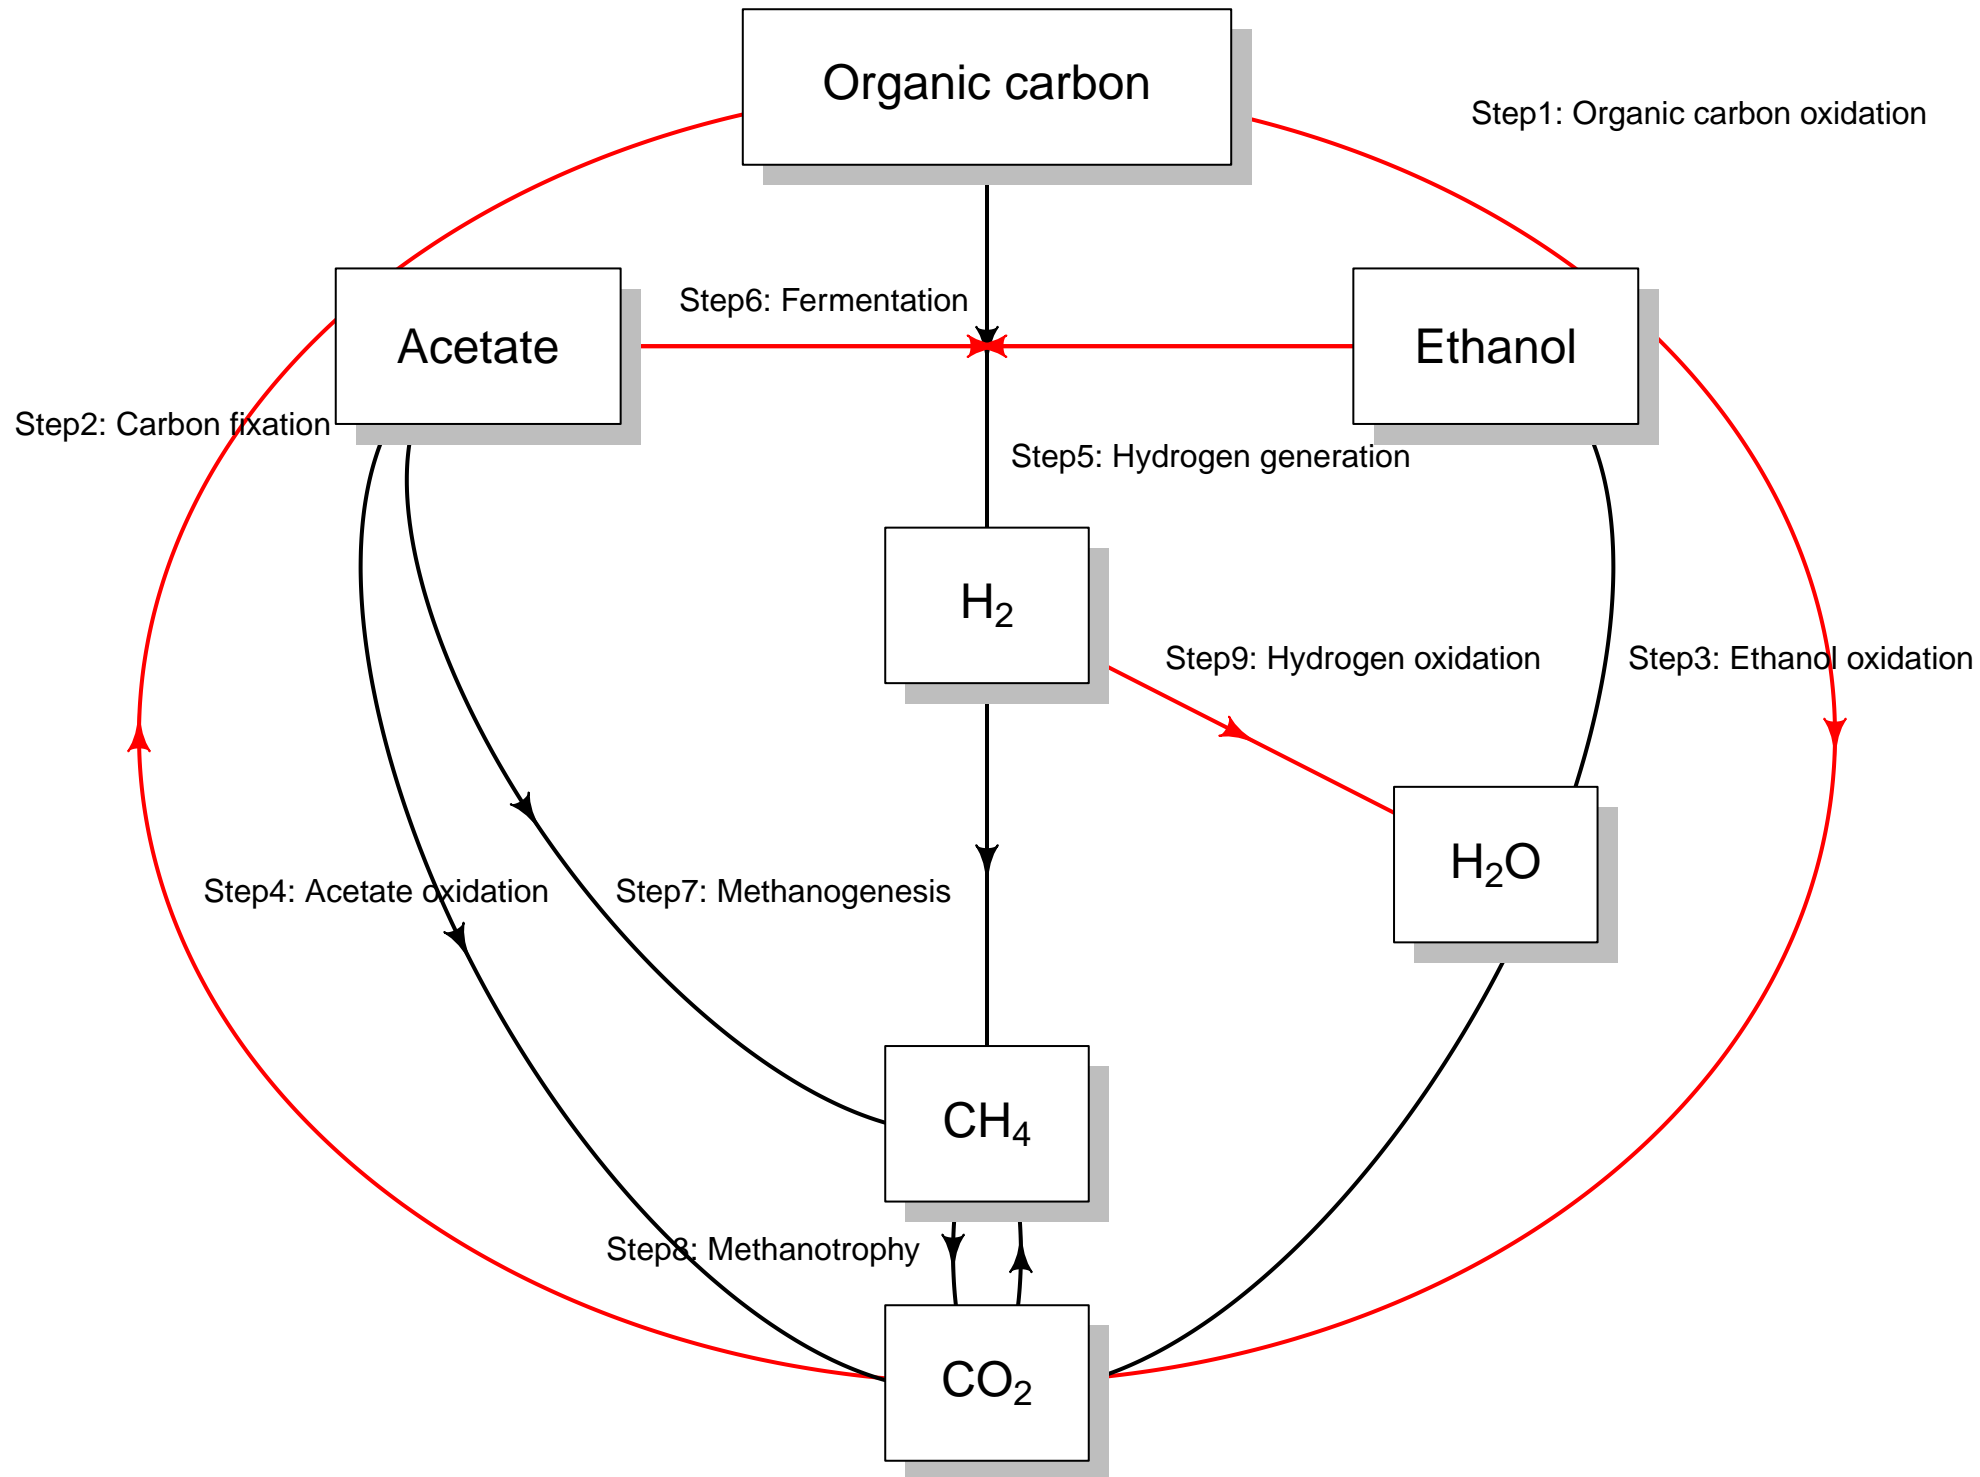 Organic carbon
Step1: Organic carbon oxidation
Step6: Fermentation
Acetate
Ethanol
Step2: Carbon fixation
Step5: Hydrogen generation
H₂
Step9: Hydrogen oxidation
Step3: Ethanol oxidation
H₂O
Step4: Acetate oxidation
Step7: Methanogenesis
CH₄
Step8: Methanotrophy
CO₂